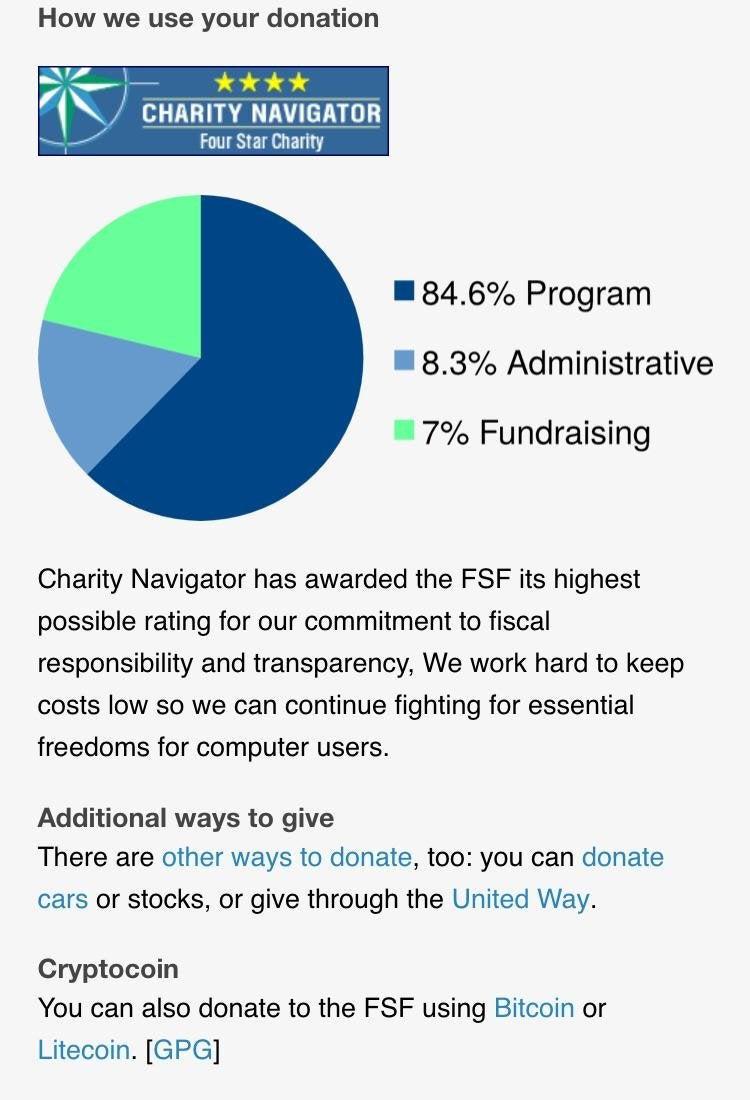 How we use your donation
CHARITY NAVIGATOR
Four Star Charity
84.6% Program
8.3% Administrative
7% Fundraising
Charity Navigator has awarded the FSF its highest
possible rating for our commitment to fiscal
responsibility and transparency, We work hard to keep
costs low so we can continue fighting for essential
freedoms for computer users.
Additional ways to give
There are other ways to donate, too: you can donate
cars or stocks, or give through the United Way.
Cryptocoin
You can also donate to the FSF using Bitcoin or
Litecoin. [GPG]